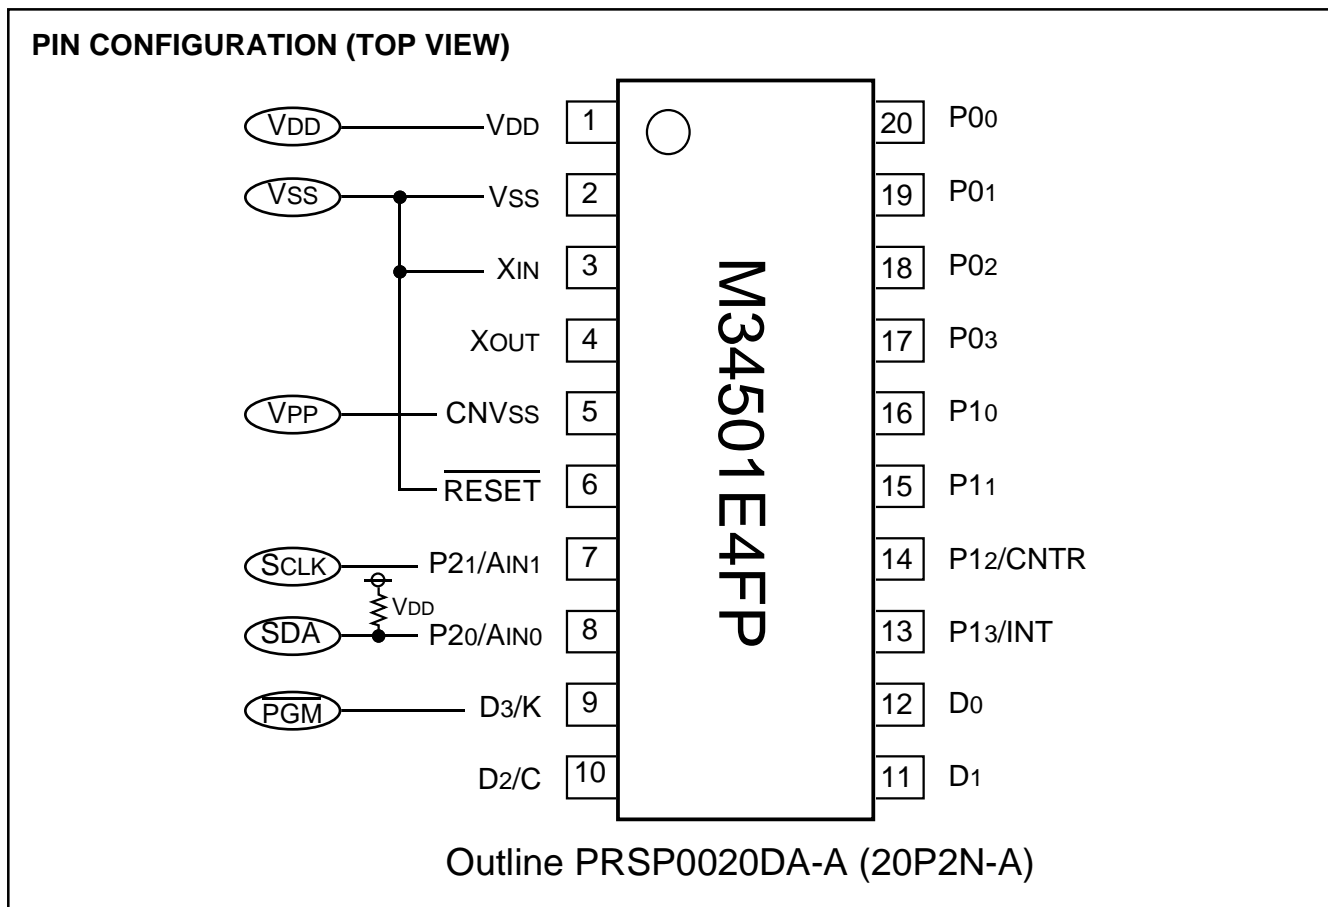 PIN CONFIGURATION (TOP VIEW)
VDD VDD 1 20 P00
VSS VSS 2 19 P01
XIN 3 18 P02
XOUT 4 17 P03
VPP CNVSS 5 16 P10
RESET 6 15 P11
SCLK P21/AIN1 7 14 P12/CNTR
VDD
SDA P20/AIN0 8 13 P13/INT
PGM D3/K 9 12 D0
D2/C 10 11 D1
M34501E4FP
Outline PRSP0020DA-A (20P2N-A)